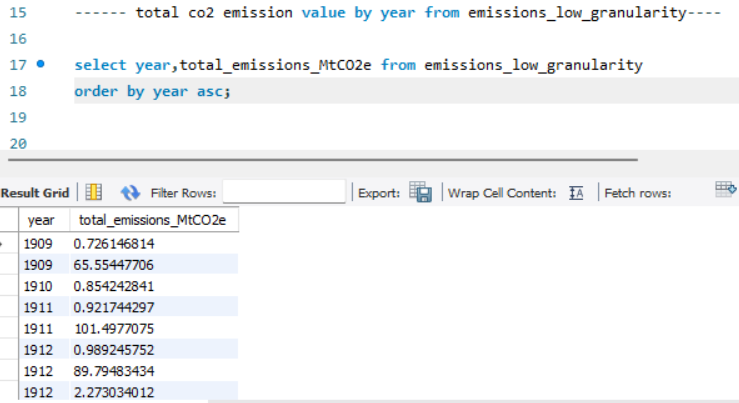 15 ------ total co2 emission value by year from emissions_low_granularity----
16
17 select year,total_emissions_MtCO2e from emissions_low_granularity
18 order by year asc;
19
20
Result Grid Filter Rows: Export: Wrap Cell Content: Fetch rows:
year total_emissions_MtCO2e
1909 0.726146814
1909 65.55447706
1910 0.854242841
1911 0.921744297
1911 101.4977075
1912 0.989245752
1912 89.79483434
1912 2.273034012